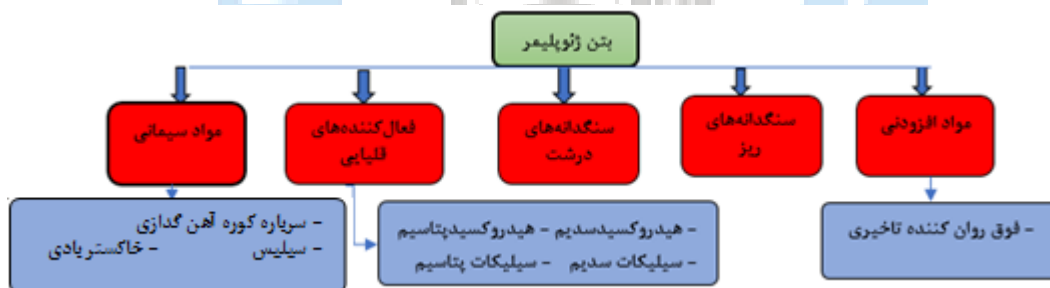 بتن ژئوپلیمر
مواد افزودنی
سنگدانه‌های
ریز
سنگدانه‌های
درشت
فعال‌کننده‌های
قلیایی
مواد سیمانی
- فوق روان کننده تاخیری
- هیدروکسیدسدیم - هیدروکسیدپتاسیم
- سیلیکات سدیم - سیلیکات پتاسیم
- سرباره کوره آهن گدازی
- سیلیس - خاکستر بادی